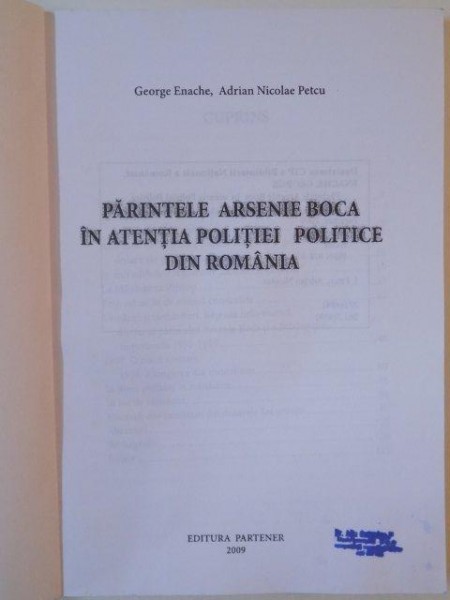 George Enache, Adrian Nicolae Petcu
PĂRINTELE ARSENIE BOCA
ÎN ATENȚIA POLIȚIEI POLITICE
DIN ROMÂNIA
EDITURA PARTENER
2009